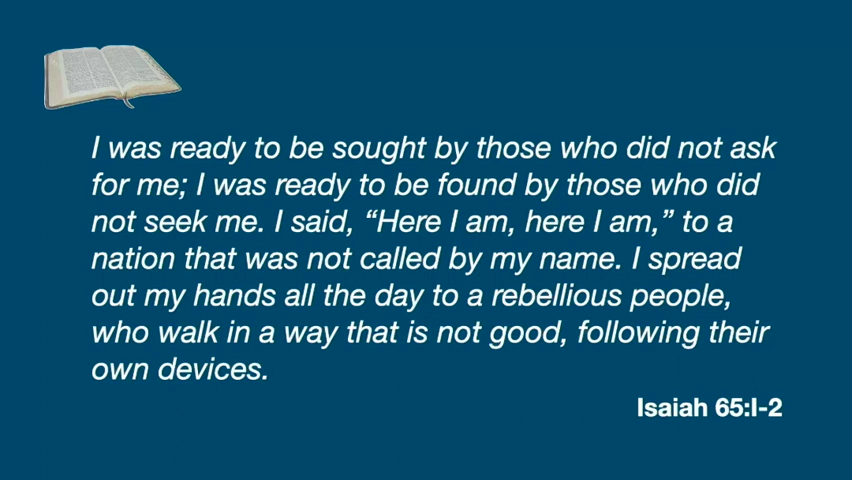 I was ready to be sought by those who did not ask
for me; I was ready to be found by those who did
not seek me. I said, “Here I am, here I am,” to a
nation that was not called by my name. I spread
out my hands all the day to a rebellious people,
who walk in a way that is not good, following their
own devices.
Isaiah 65:I-2